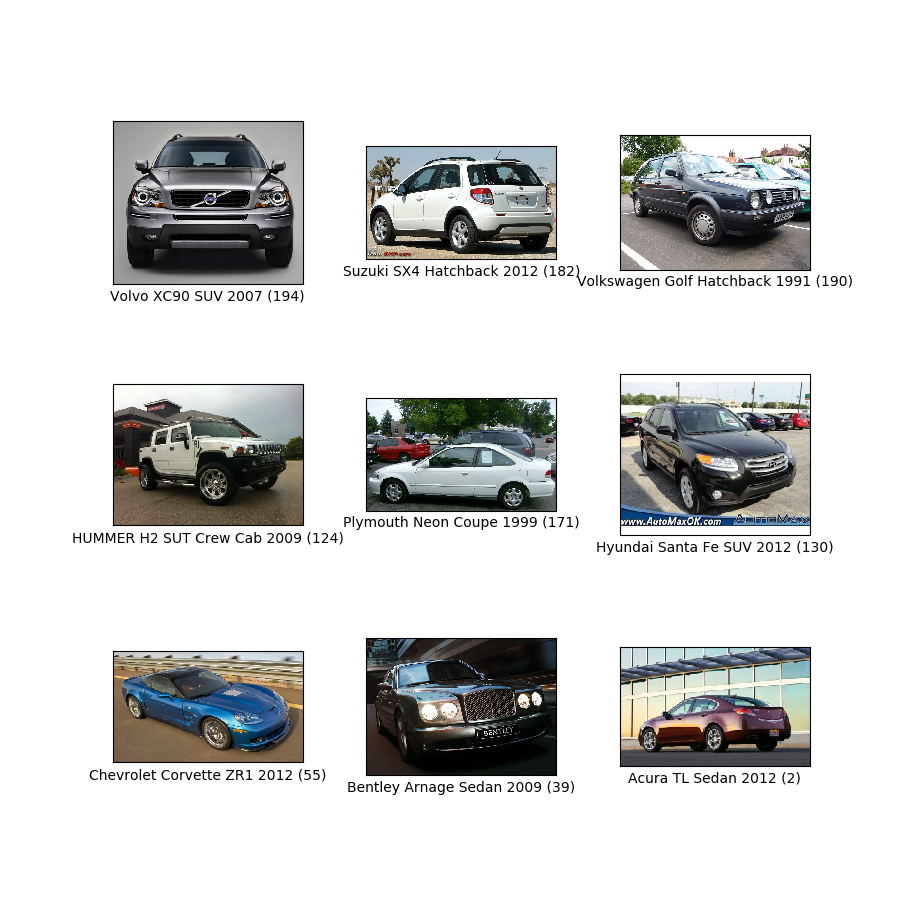 Volvo XC90 SUV 2007 (194)
Suzuki SX4 Hatchback 2012 (182)
Volkswagen Golf Hatchback 1991 (190)
HUMMER H2 SUT Crew Cab 2009 (124)
Plymouth Neon Coupe 1999 (171)
www.AutoMaxOK.com AUTOMAX
Hyundai Santa Fe SUV 2012 (130)
BENTLEY
Chevrolet Corvette ZR1 2012 (55)
Bentley Arnage Sedan 2009 (39)
Acura TL Sedan 2012 (2)